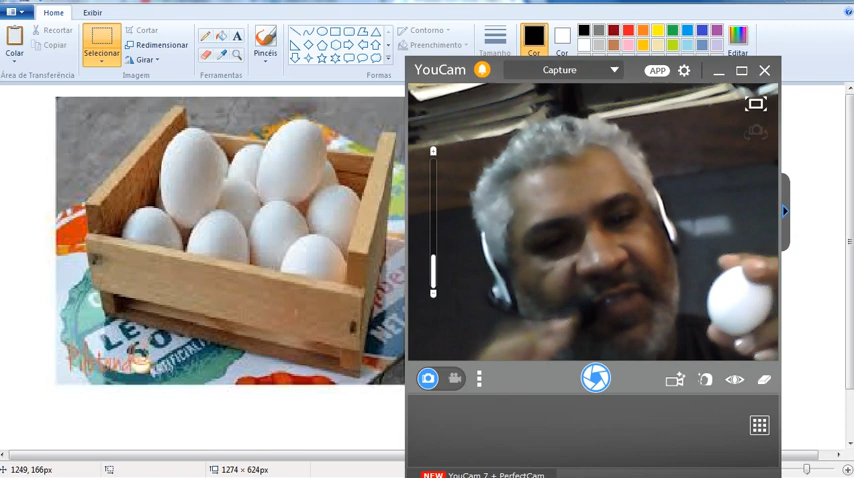 Home Exibir
Colar
Recortar
Copiar
Área de Transferência
Selecionar
Cortar
Redimensionar
Girar
Imagem
Ferramentas
Pincéis
Formas
Contorno
Preenchimento
Tamanho
Cor
Cor
Editar
YouCam Capture APP
Pilotand
1249, 166px
1274 × 624px
NEW YouCam 7 + PerfectCam